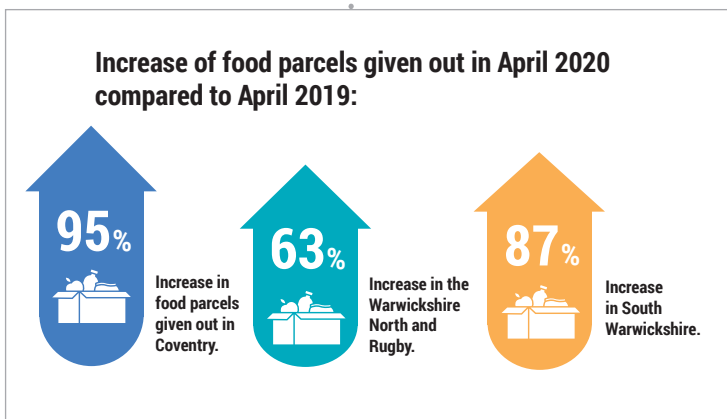 Increase of food parcels given out in April 2020
compared to April 2019:
95%
Increase in
food parcels
given out in
Coventry.
63%
Increase in the
Warwickshire
North and
Rugby.
87%
Increase
in South
Warwickshire.